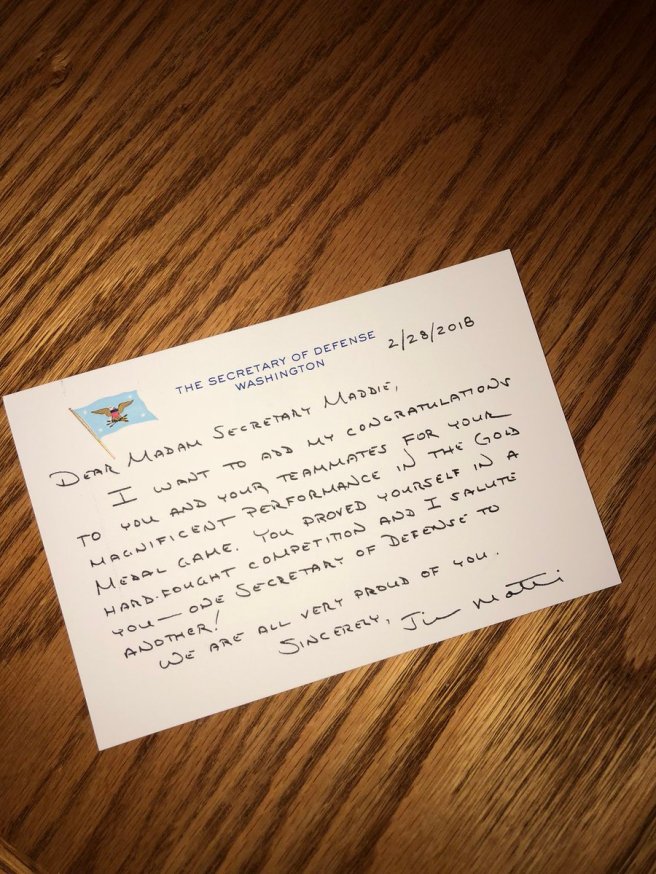 THE SECRETARY OF DEFENSE
WASHINGTON
2/28/2018
DEAR MADAM SECRETARY MADDIE,
I WANT TO ADD MY CONGRATULATIONS
TO YOU AND YOUR TEAMMATES FOR YOUR
MAGNIFICENT PERFORMANCE IN THE GOLD
MEDAL GAME. YOU PROVED YOURSELF IN A
HARD-FOUGHT COMPETITION AND I SALUTE
YOU — ONE SECRETARY OF DEFENSE TO
ANOTHER!
WE ARE ALL VERY PROUD OF YOU.
SINCERELY, Jim Mattis